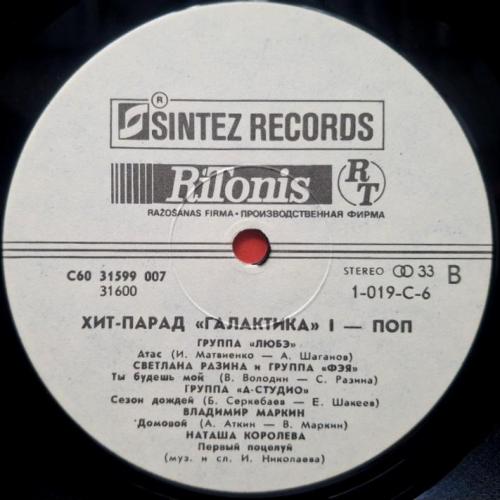 ®
SINTEZ RECORDS
RiTonis RT
RAŽOŠANAS FIRMA • ПРОИЗВОДСТВЕННАЯ ФИРМА
С60 31599 007
31600
STEREO 33 B
1-019-C-6
ХИТ-ПАРАД «ГАЛАКТИКА» I — ПОП
ГРУППА «ЛЮБЭ»
Атас (И. Матвиенко — А. Шаганов)
СВЕТЛАНА РАЗИНА и ГРУППА «ФЭЯ»
Ты будешь мой (В. Володин — С. Разина)
ГРУППА «А-СТУДИО»
Сезон дождей (Б. Серкебаев — Е. Шакеев)
ВЛАДИМИР МАРКИН
Домовой (А. Аткин — В. Маркин)
НАТАША КОРОЛЕВА
Первый поцелуй
(муз. и сл. И. Николаева)